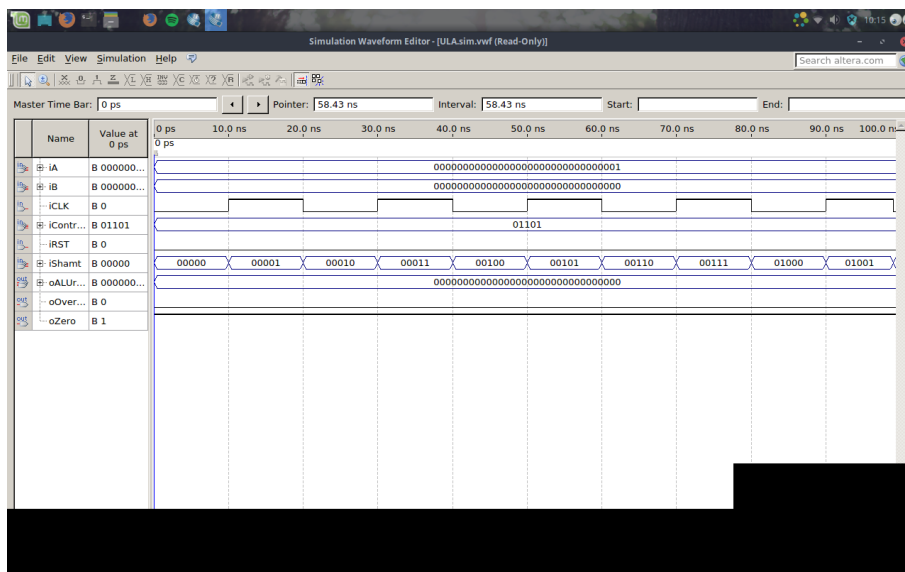 10:15
Simulation Waveform Editor - [ULA.sim.vwf (Read-Only)]
File Edit View Simulation Help
Search altera.com
Master Time Bar: 0 ps Pointer: 58.43 ns Interval: 58.43 ns Start: End:
Name Value at 0 ps
0 ps 10.0 ns 20.0 ns 30.0 ns 40.0 ns 50.0 ns 60.0 ns 70.0 ns 80.0 ns 90.0 ns 100.0 ns
0 ps
iA B 000000... 00000000000000000000000000000001
iB B 000000... 00000000000000000000000000000000
iCLK B 0
iContr... B 01101 01101
iRST B 0
iShamt B 00000 00000 00001 00010 00011 00100 00101 00110 00111 01000 01001
oALUr... B 000000... 00000000000000000000000000000000
oOver... B 0
oZero B 1